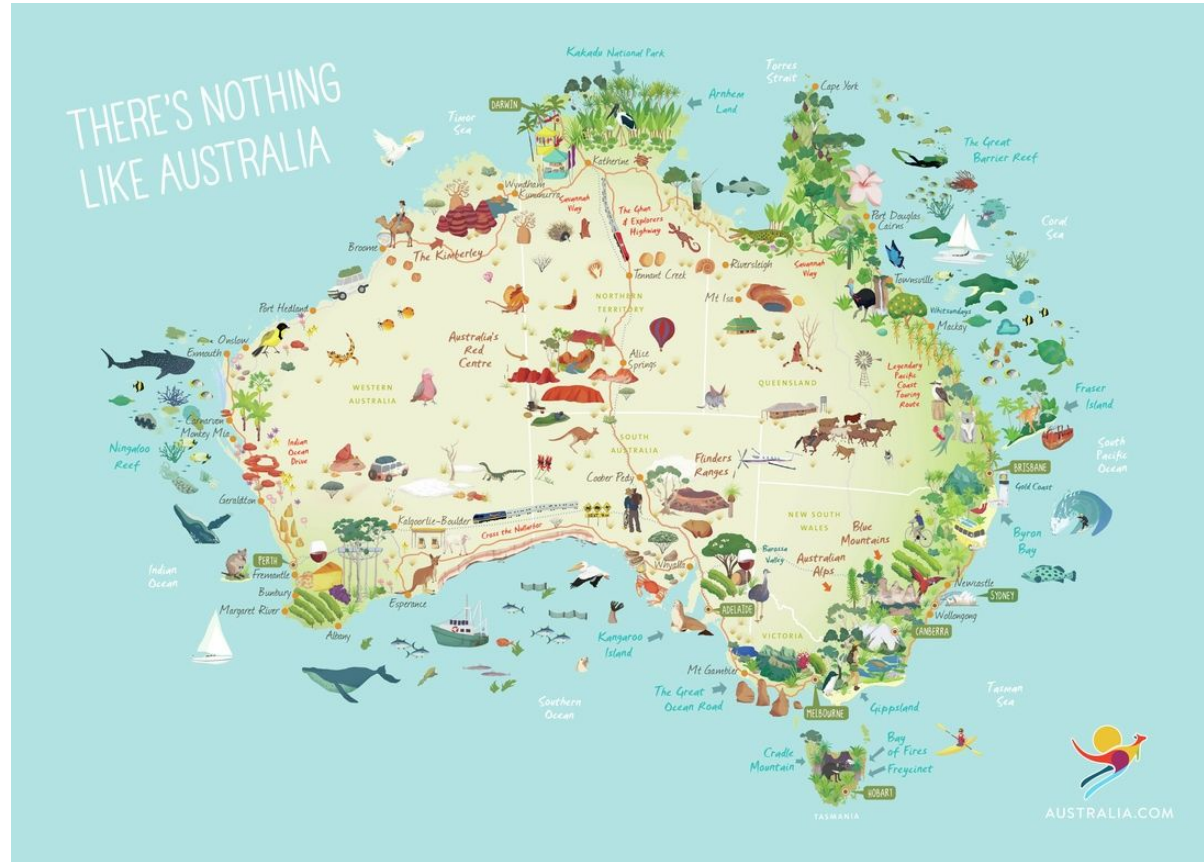 THERE'S NOTHING
LIKE AUSTRALIA
Kakadu National Park
Torres
Strait
Cape York
DARWIN
Timor
Sea
Arnhem
Land
The Great
Barrier Reef
Katherine
Wyndham
Kununurra
Savannah
Way
The Ghan
& Explorers
Highway
Port Douglas
Cairns
Coral
Sea
Broome
The Kimberley
Tennant Creek
Riversleigh
Savannah
Way
Townsville
Port Hedland
NORTHERN
TERRITORY
Mt Isa
Whitsundays
Mackay
Onslow
Exmouth
Australia's
Red
Centre
Alice
Springs
Legendary
Pacific
Coast
Touring
Route
WESTERN
AUSTRALIA
QUEENSLAND
Fraser
Island
Carnarvon
Monkey Mia
Ningaloo
Reef
Indian
Ocean
Drive
SOUTH
AUSTRALIA
Flinders
Ranges
South
Pacific
Ocean
BRISBANE
Coober Pedy
Gold Coast
Geraldton
Kalgoorlie-Boulder
Cross the Nullarbor
NEW SOUTH
WALES
Blue
Mountains
Byron
Bay
Indian
Ocean
PERTH
Fremantle
Bunbury
Margaret River
Albany
Esperance
Whyalla
Barossa
Valley
Australian
Alps
Newcastle
SYDNEY
Wollongong
ADELAIDE
CANBERRA
Kangaroo
Island
VICTORIA
Mt Gambier
The Great
Ocean Road
MELBOURNE
Gippsland
Southern
Ocean
Tasman
Sea
Cradle
Mountain
Bay
of Fires
Freycinet
HOBART
TASMANIA
AUSTRALIA.COM